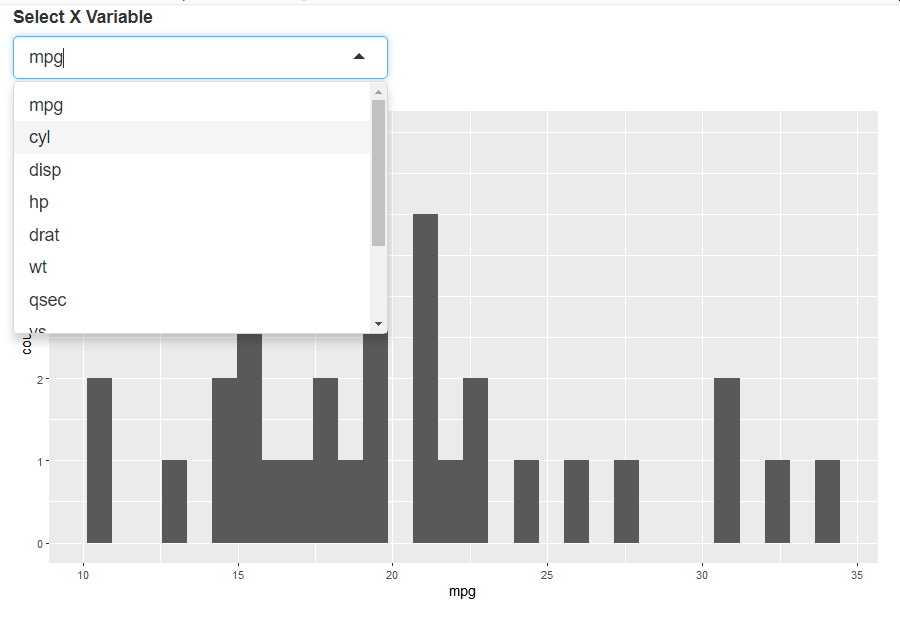 Select X Variable
mpg
mpg
cyl
disp
hp
drat
wt
qsec
2
1
0
10 15 20 25 30 35
mpg